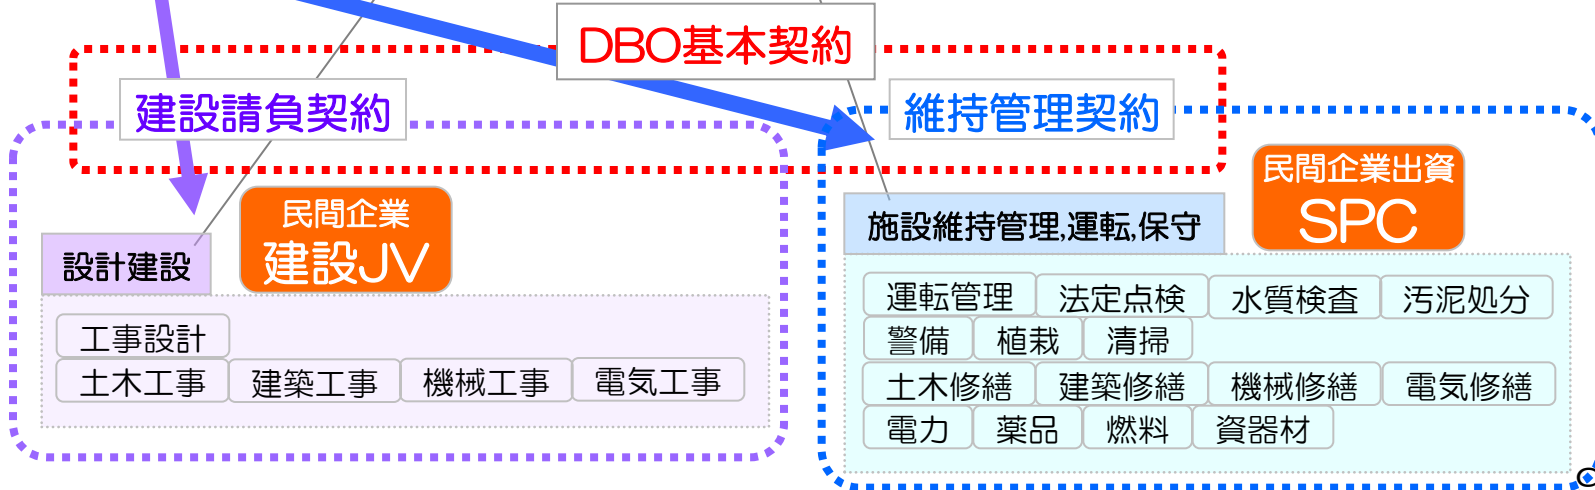 DBO基本契約
建設請負契約
維持管理契約
民間企業
建設JV
設計建設
工事設計
土木工事 建築工事 機械工事 電気工事
民間企業出資
SPC
施設維持管理,運転,保守
運転管理 法定点検 水質検査 汚泥処分
警備 植栽 清掃
土木修繕 建築修繕 機械修繕 電気修繕
電力 薬品 燃料 資器材